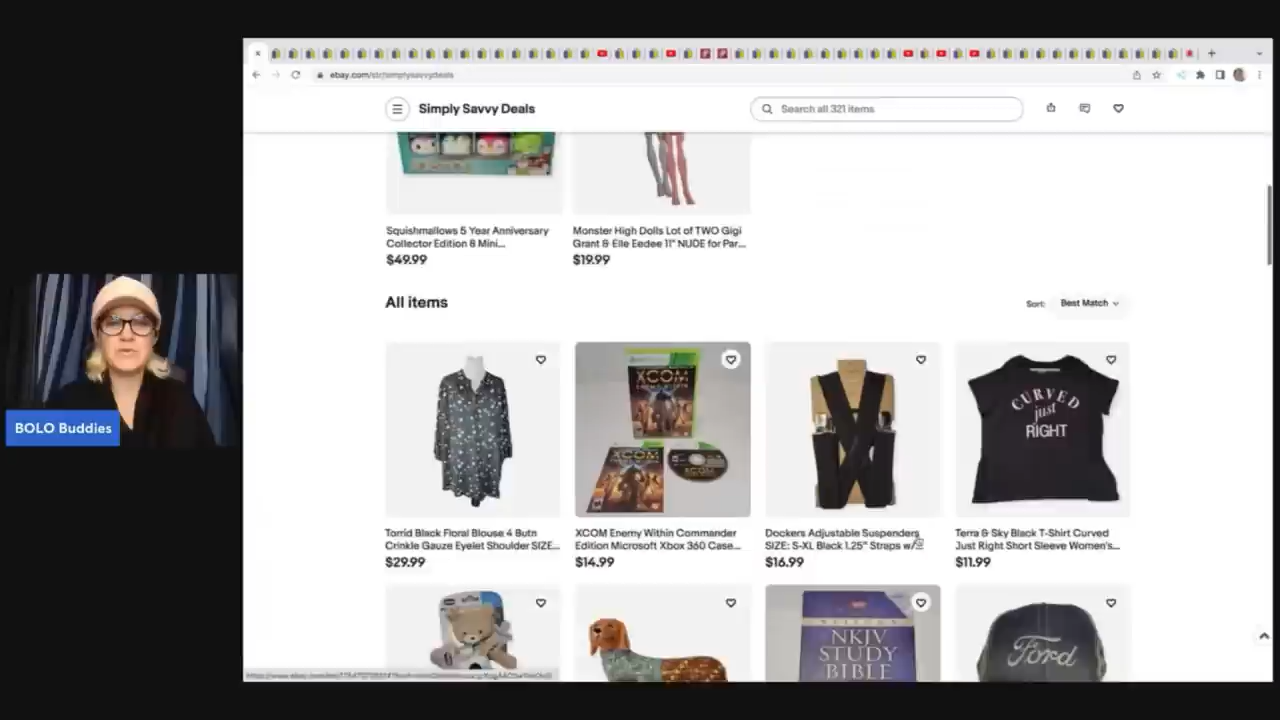 ebay.com/str/simplysavvydeals
Simply Savvy Deals
Search all 321 items
Squishmallows 5 Year Anniversary
Collector Edition 8 Mini...
$49.99
Monster High Dolls Lot of TWO Gigi
Grant & Elle Eedee 11" NUDE for Par...
$19.99
All items
Sort: Best Match
XCOM
XCOM
XCOM
CURVED
just
RIGHT
Torrid Black Floral Blouse 4 Butn
Crinkle Gauze Eyelet Shoulder SIZE...
$29.99
XCOM Enemy Within Commander
Edition Microsoft Xbox 360 Case...
$14.99
Dockers Adjustable Suspenders
SIZE: S-XL Black 1.25" Straps w/
$16.99
Terra & Sky Black T-Shirt Curved
Just Right Short Sleeve Women's...
$11.99
NKJV
STUDY
BIBLE
Ford
BOLO Buddies